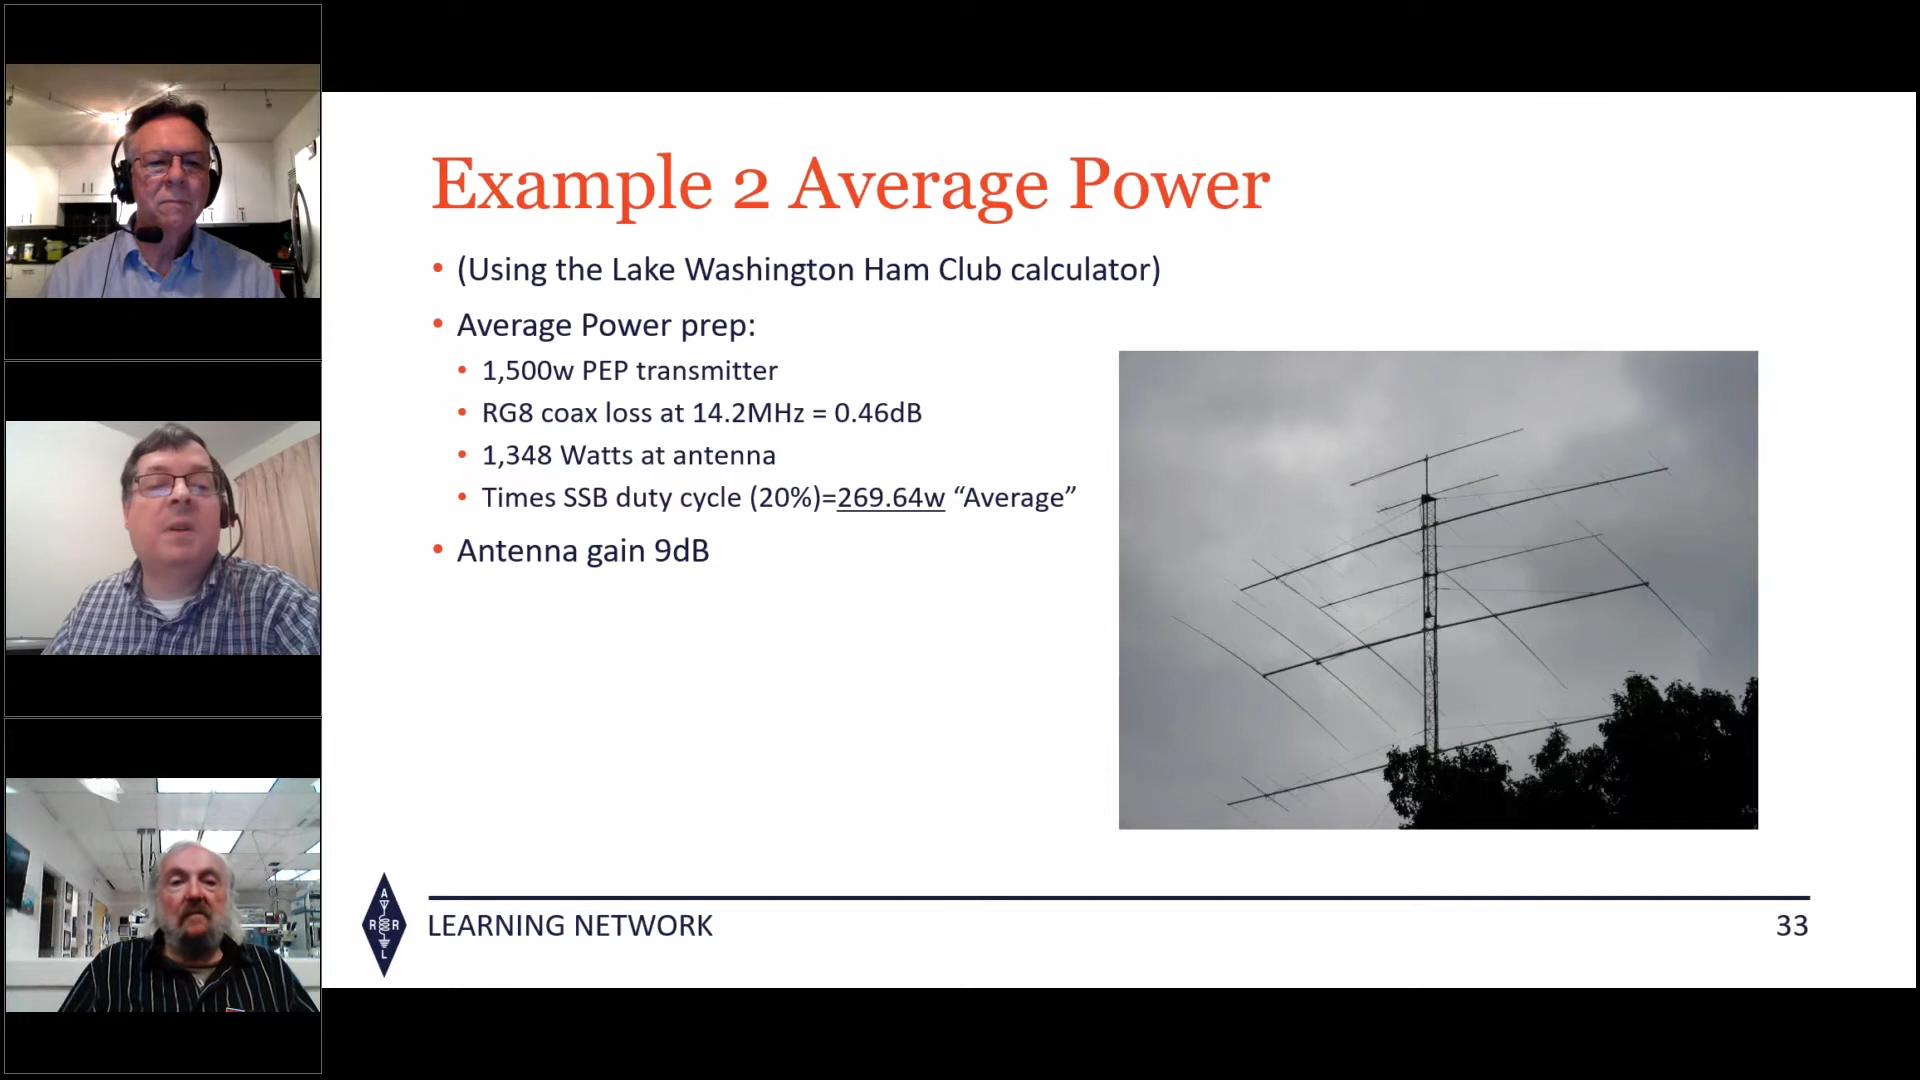 Example 2 Average Power
• (Using the Lake Washington Ham Club calculator)
• Average Power prep:
• 1,500w PEP transmitter
• RG8 coax loss at 14.2MHz = 0.46dB
• 1,348 Watts at antenna
• Times SSB duty cycle (20%)=269.64w “Average”
• Antenna gain 9dB
A
R R
L
LEARNING NETWORK
33